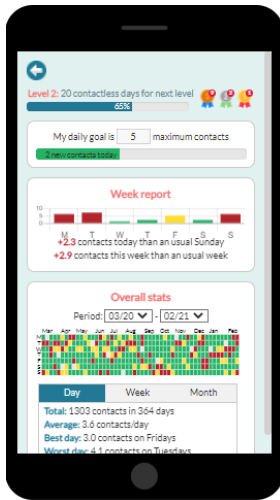 Level 2: 20 contactless days for next level
65%
My daily goal is 5 maximum contacts
2 new contacts today
Week report
10
5
0
M T W T F S S
+2.3 contacts today than an usual Sunday
+2.9 contacts this week than an usual week
Overall stats
Period: 03/20 - 02/21
Mar Apr May Jun Jul Aug Sep Oct Nov Dec Jan Feb
M
T
W
T
F
S
S
Day Week Month
Total: 1303 contacts in 364 days
Average: 3.6 contacts/day
Best day: 3.0 contacts on Fridays
Worst day: 4.1 contacts on Tuesdays